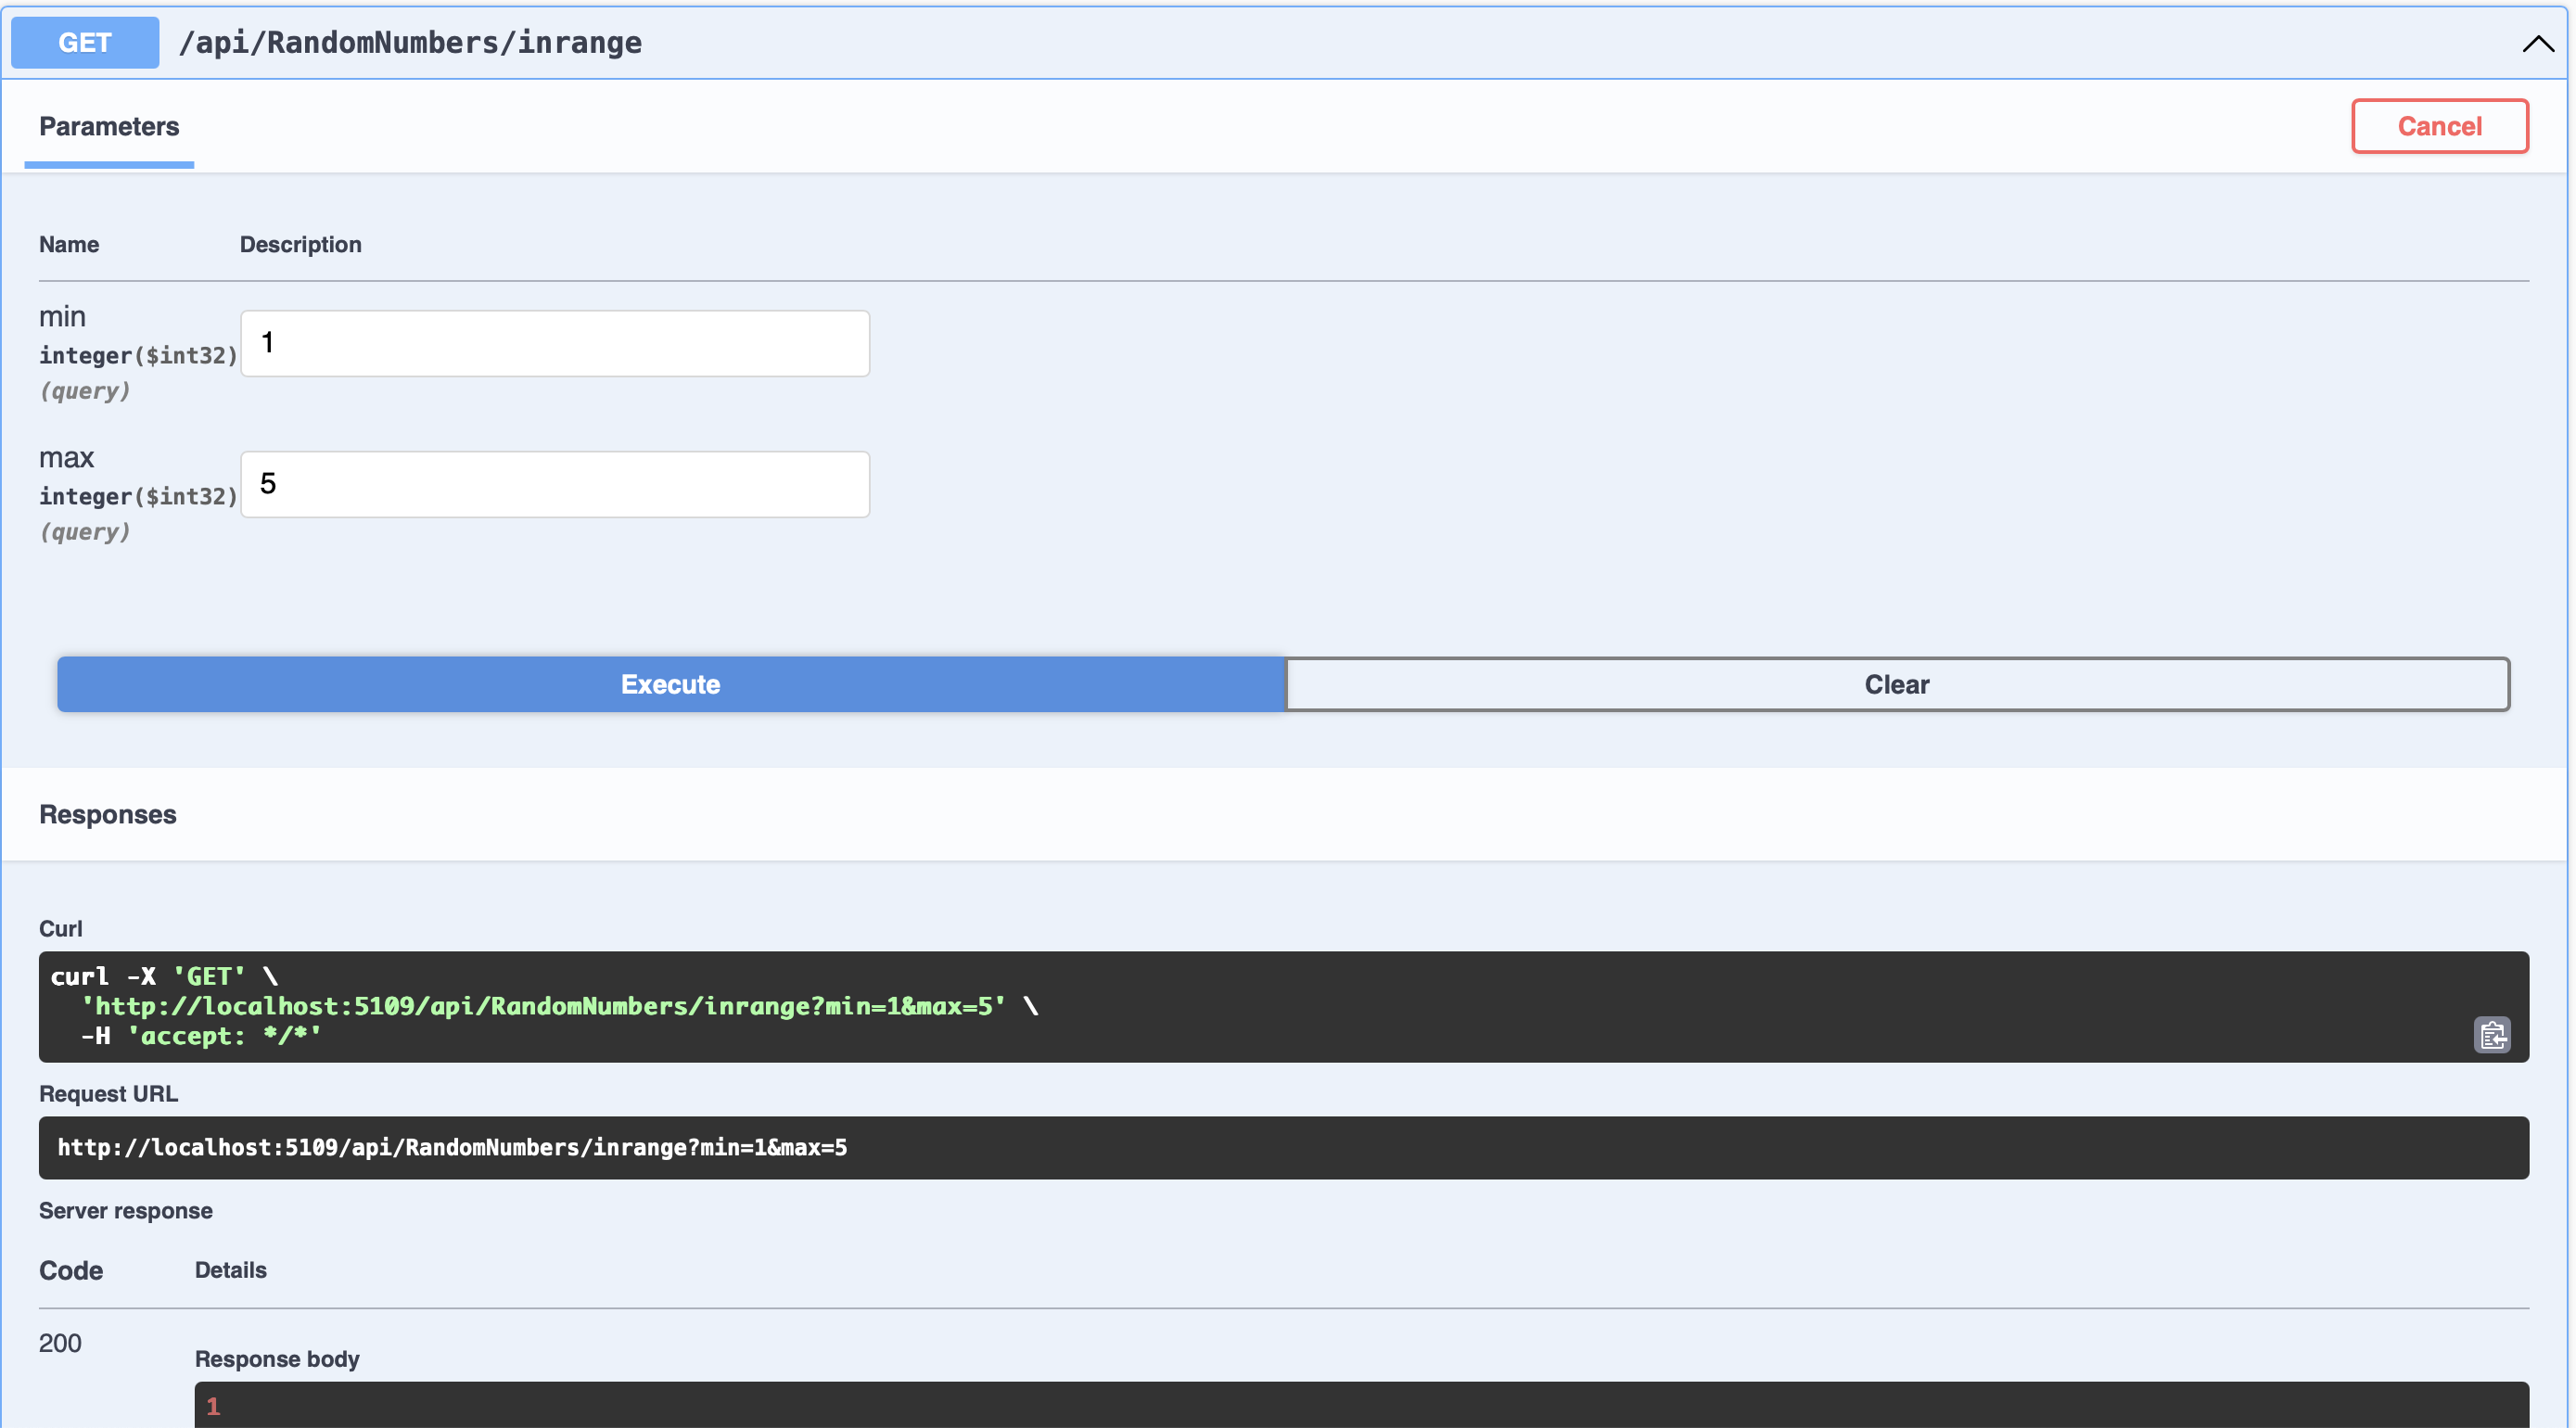 GET /api/RandomNumbers/inrange
Parameters
Cancel
Name Description
min
integer($int32)
(query)
1
max
integer($int32)
(query)
5
Execute
Clear
Responses
Curl
curl -X 'GET' \
'http://localhost:5109/api/RandomNumbers/inrange?min=1&max=5' \
-H 'accept: */*'
Request URL
http://localhost:5109/api/RandomNumbers/inrange?min=1&max=5
Server response
Code Details
200
Response body
1